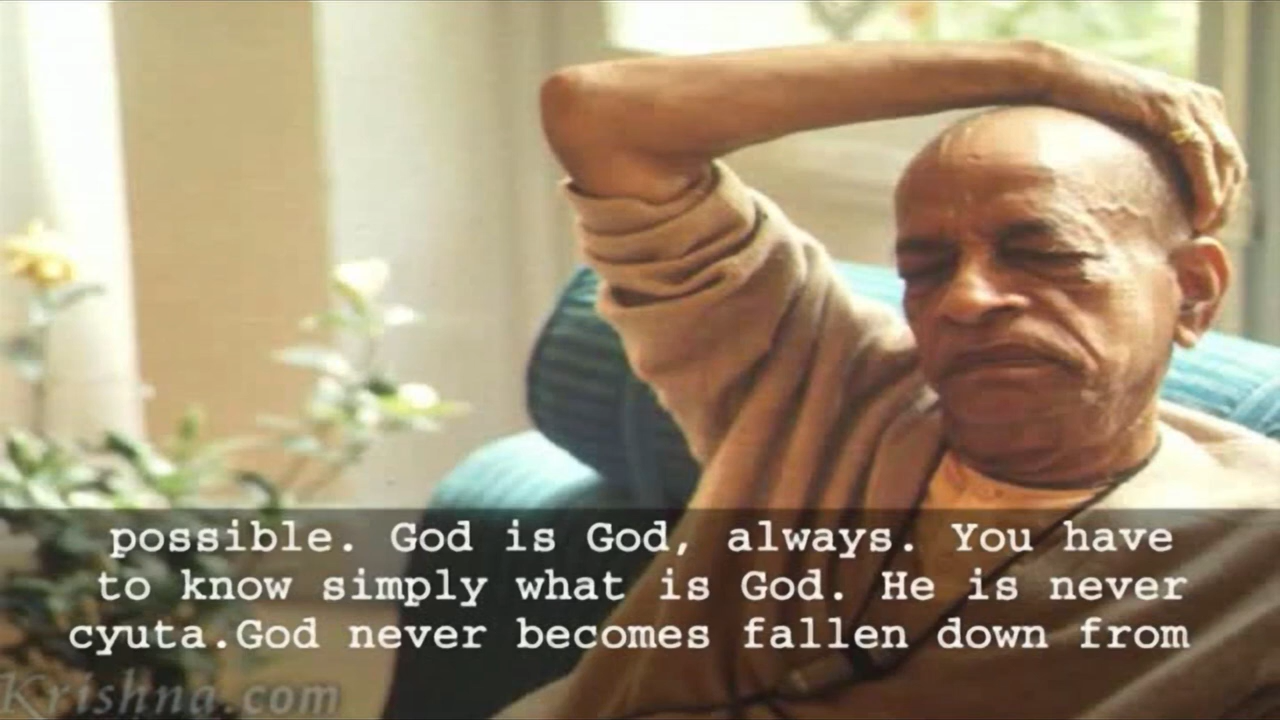 possible. God is God, always. You have
to know simply what is God. He is never
cyuta.God never becomes fallen down from
Krishna.com